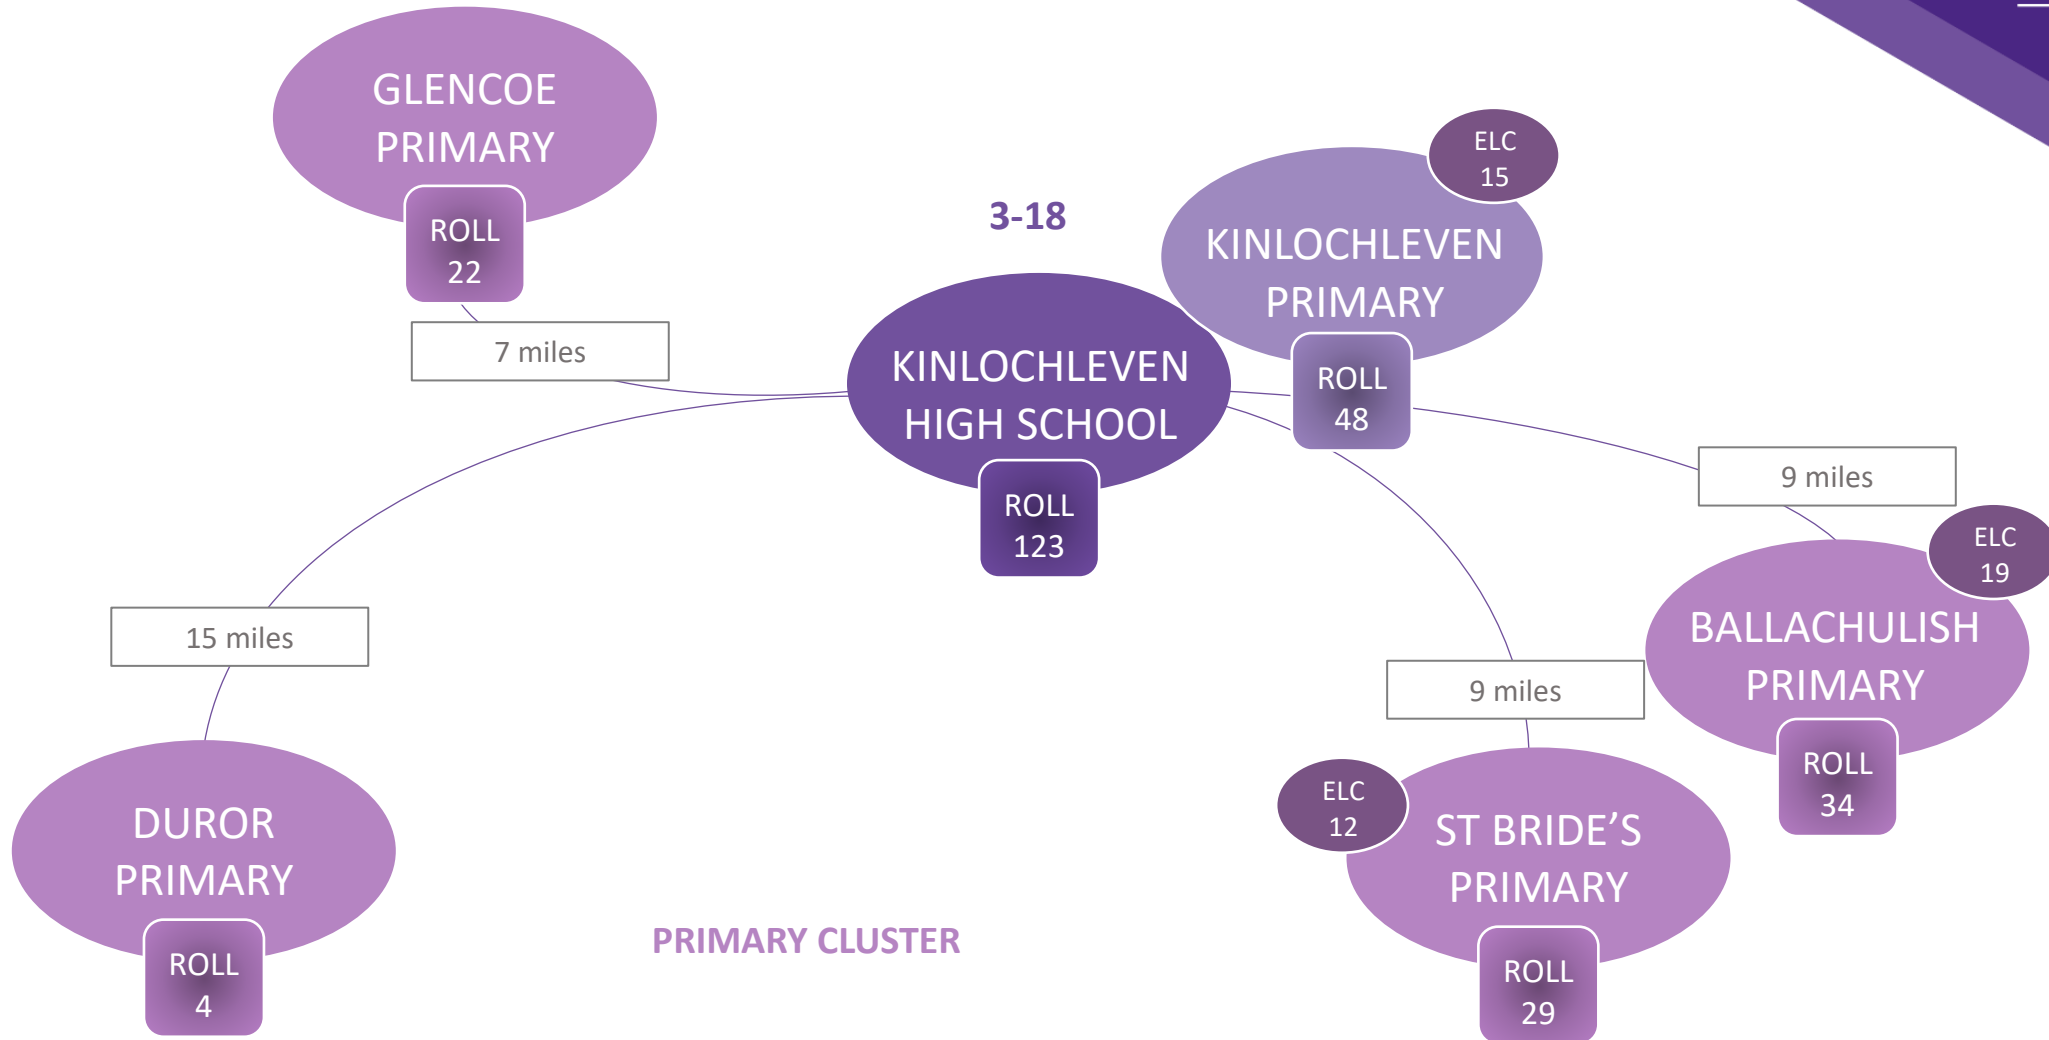 GLENCOE
PRIMARY
ROLL
22
7 miles
3-18
KINLOCHLEVEN
HIGH SCHOOL
ROLL
123
ELC
15
KINLOCHLEVEN
PRIMARY
ROLL
48
9 miles
ELC
19
BALLACHULISH
PRIMARY
ROLL
34
15 miles
DUROR
PRIMARY
ROLL
4
PRIMARY CLUSTER
9 miles
ELC
12
ST BRIDE’S
PRIMARY
ROLL
29